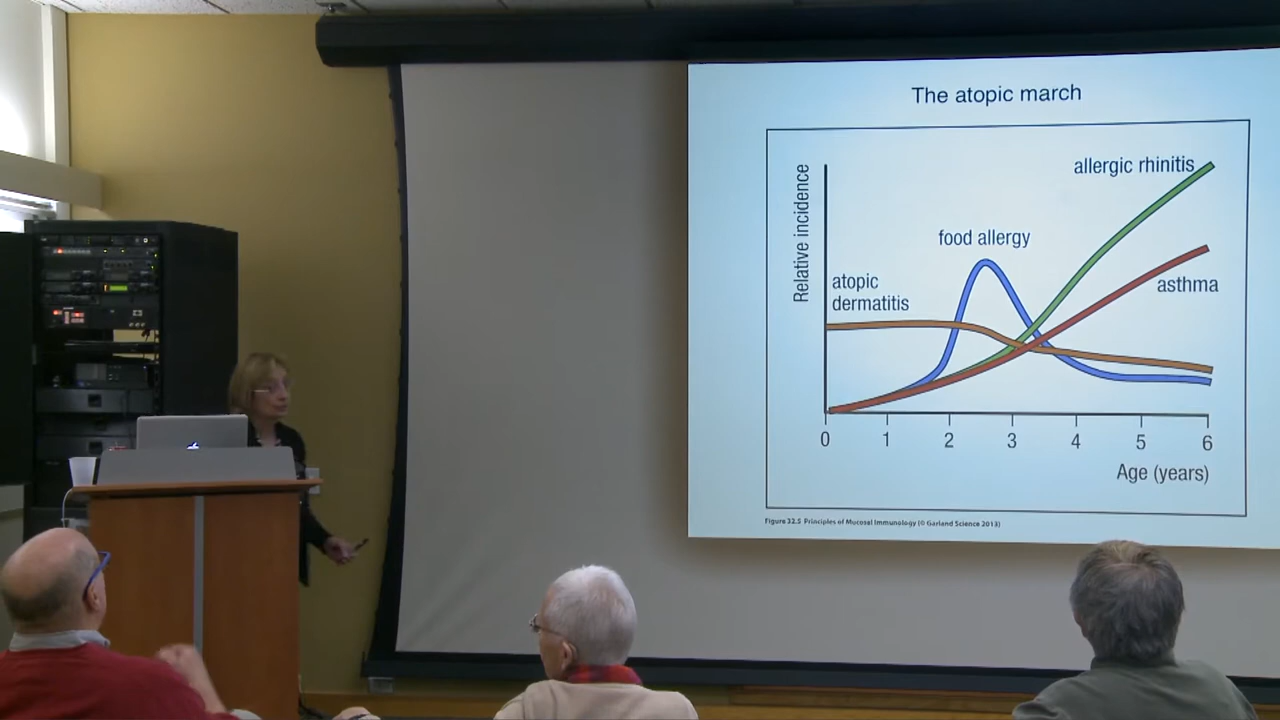 The atopic march
Relative incidence
allergic rhinitis
food allergy
atopic
dermatitis
asthma
0 1 2 3 4 5 6
Age (years)
Figure 32.5 Principles of Mucosal Immunology (© Garland Science 2013)